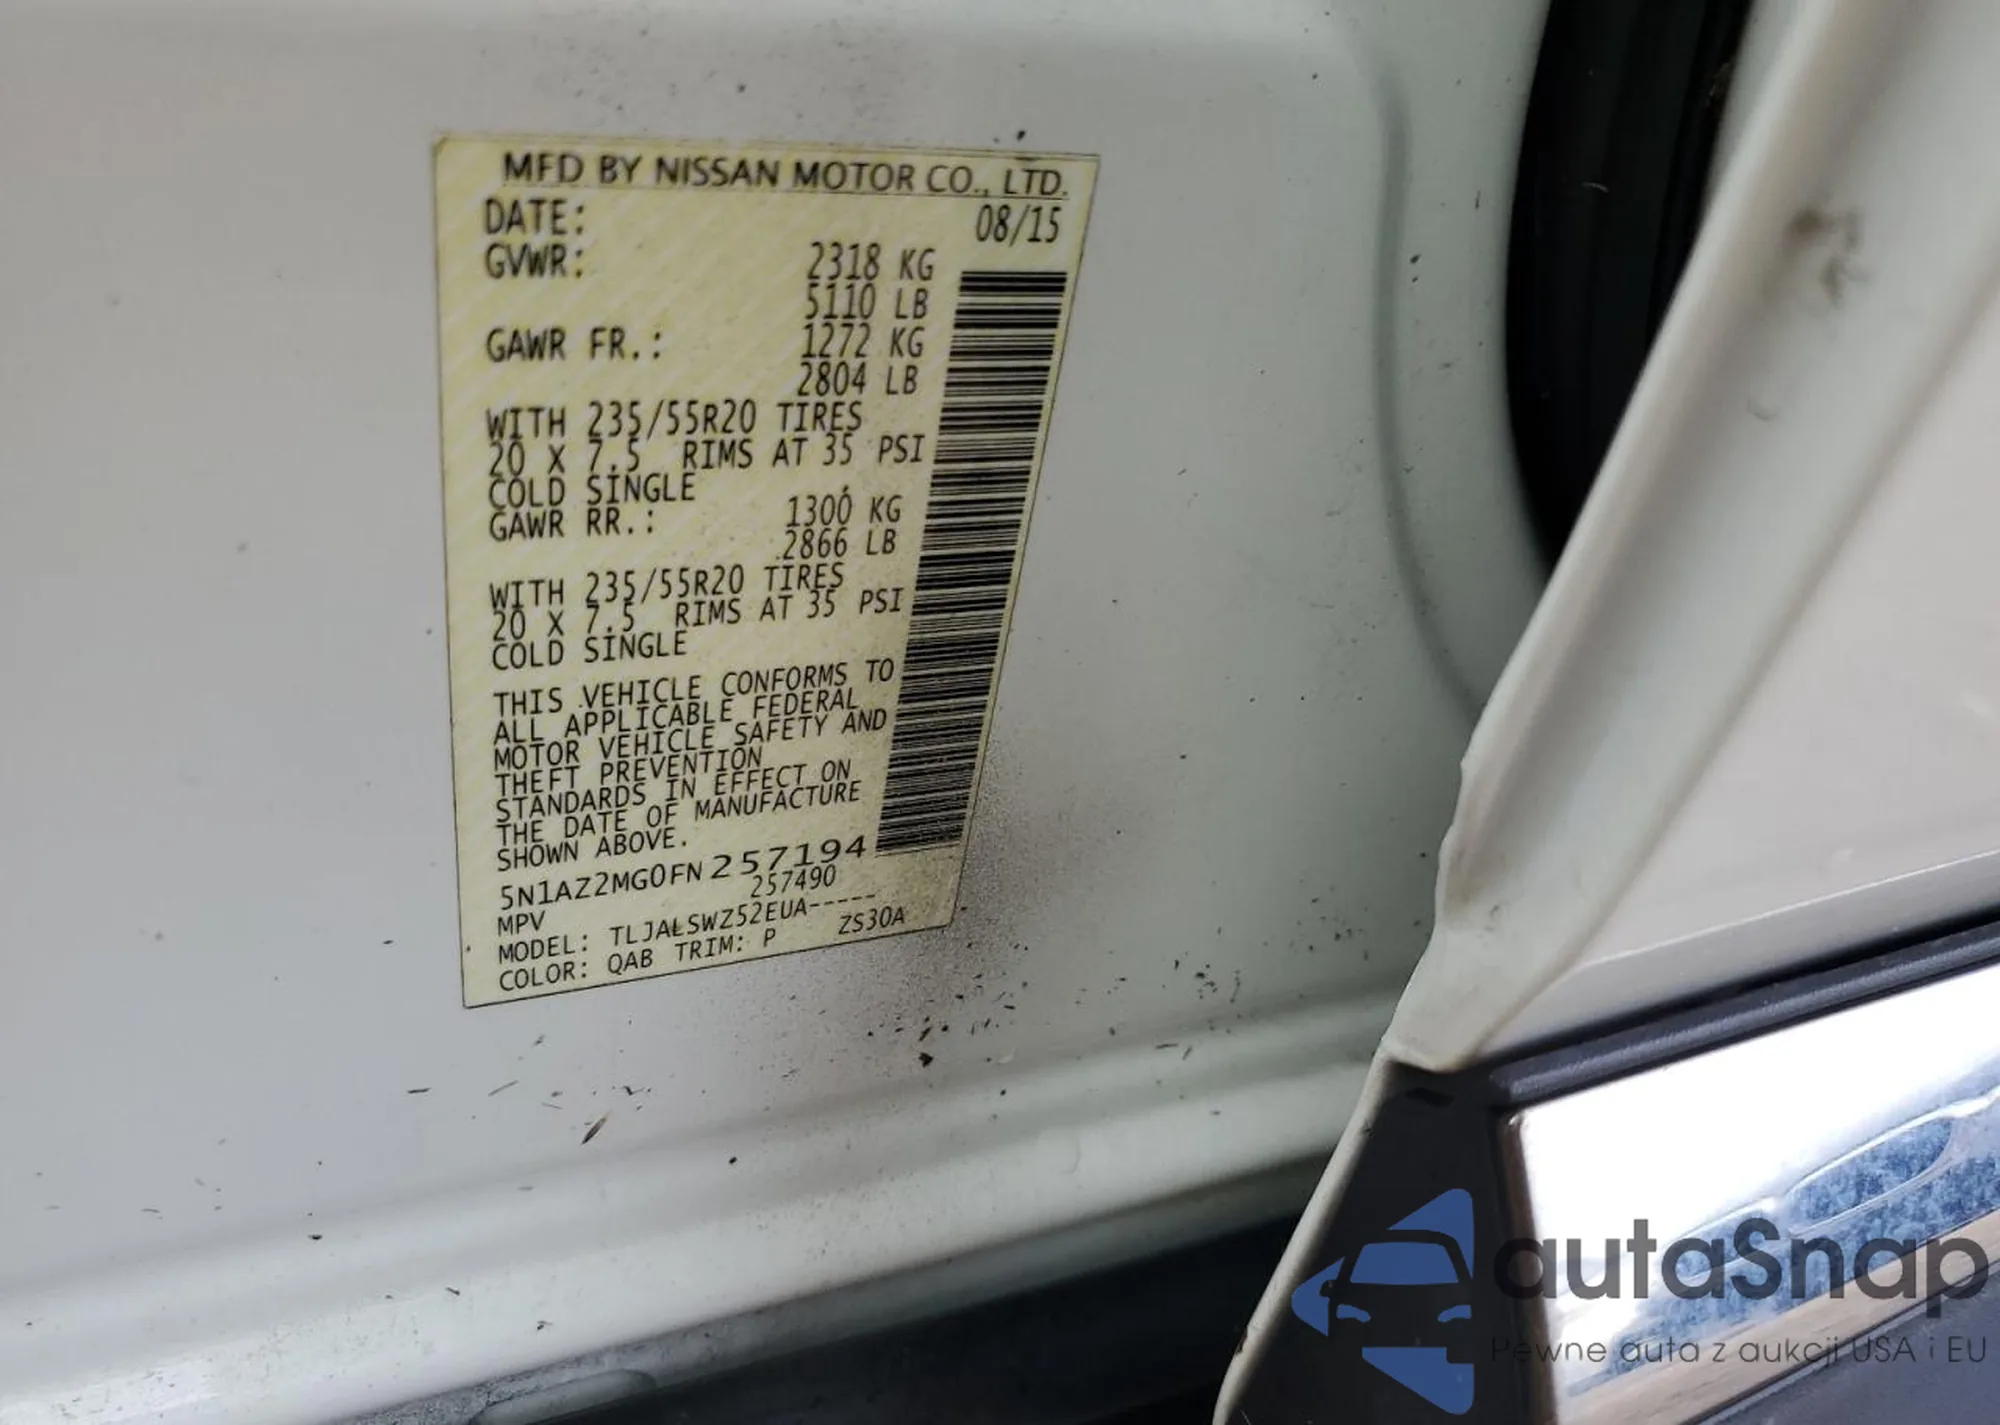 MFD BY NISSAN MOTOR CO., LTD.
DATE: 08/15
GVWR: 2318 KG
5110 LB
GAWR FR.: 1272 KG
2804 LB
WITH 235/55R20 TIRES
20 X 7.5 RIMS AT 35 PSI
COLD SINGLE
GAWR RR.: 1300 KG
2866 LB
WITH 235/55R20 TIRES
20 X 7.5 RIMS AT 35 PSI
COLD SINGLE
THIS VEHICLE CONFORMS TO
ALL APPLICABLE FEDERAL
MOTOR VEHICLE SAFETY AND
THEFT PREVENTION
STANDARDS IN EFFECT ON
THE DATE OF MANUFACTURE
SHOWN ABOVE.
5N1AZ2MG0FN257194
MPV 257490
MODEL: TLJALSWZ52EUA-----
COLOR: QAB TRIM: P ZS30A
autaSnap
Pewne auta z aukcji USA i EU